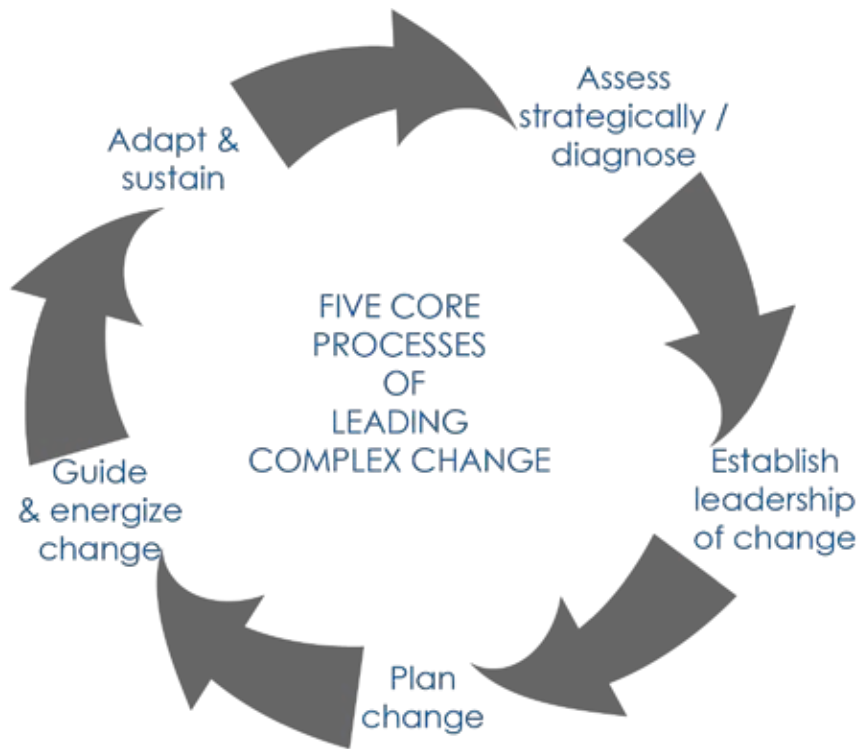 Assess
strategically /
diagnose
Establish
leadership
of change
Plan
change
Guide
& energize
change
Adapt &
sustain
FIVE CORE
PROCESSES
OF
LEADING
COMPLEX CHANGE